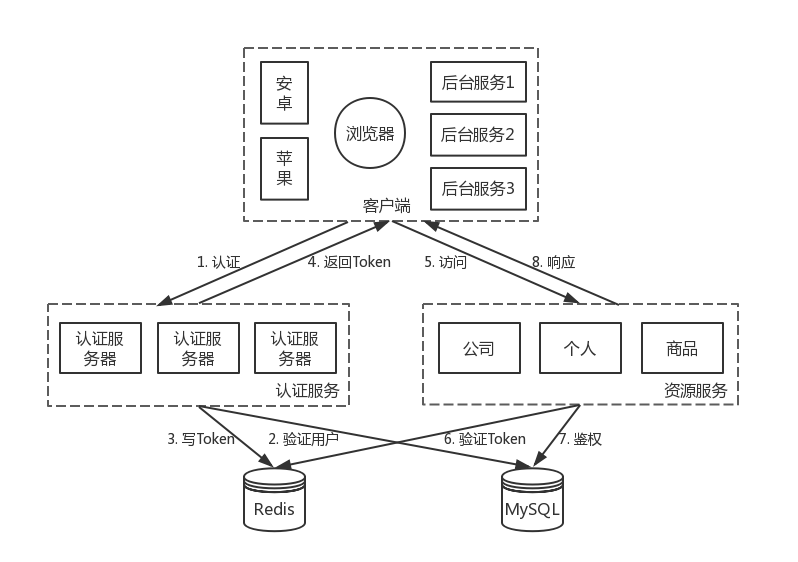 安
卓
苹
果
浏览器
后台服务1
后台服务2
后台服务3
客户端
1. 认证
4. 返回Token
5. 访问
8. 响应
认证服
务器
认证服
务器
认证服
务器
认证服务
公司
个人
商品
资源服务
3. 写Token
2. 验证用户
6. 验证Token
7. 鉴权
Redis
MySQL